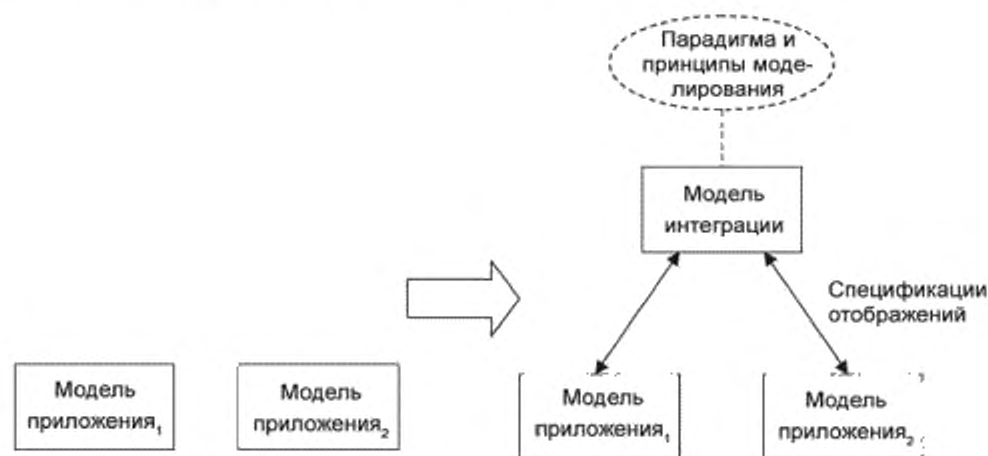 Парадигма и
принципы моде-
лирования
Модель
интеграции
Спецификации
отображений
Модель
приложения₁
Модель
приложения₂
Модель
приложения₁
Модель
приложения₂